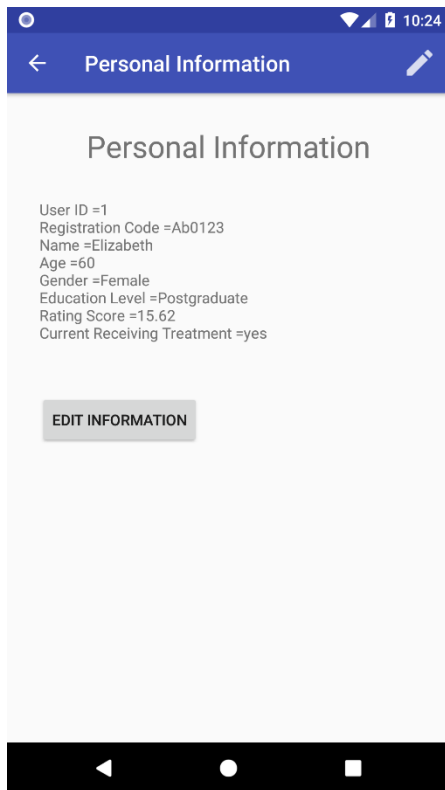 10:24
Personal Information
Personal Information
User ID =1
Registration Code =Ab0123
Name =Elizabeth
Age =60
Gender =Female
Education Level =Postgraduate
Rating Score =15.62
Current Receiving Treatment =yes
EDIT INFORMATION